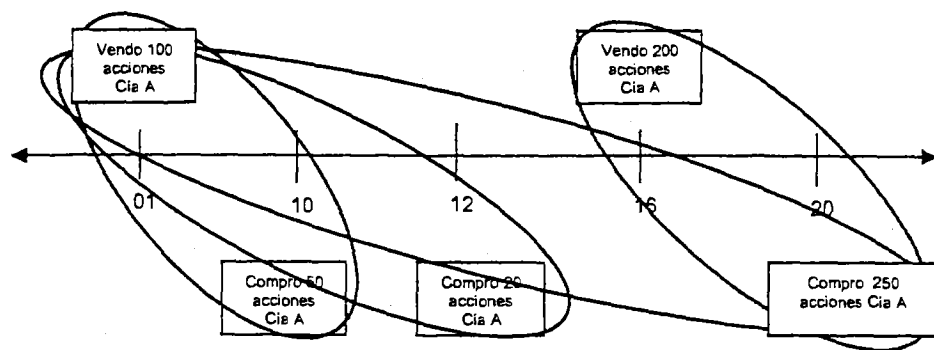 Vendo 100
acciones
Cia A
Vendo 200
acciones
Cia A
01
10
12
16
20
Compro 50
acciones
Cia A
Compro 20
acciones
Cia A
Compro 250
acciones Cia A